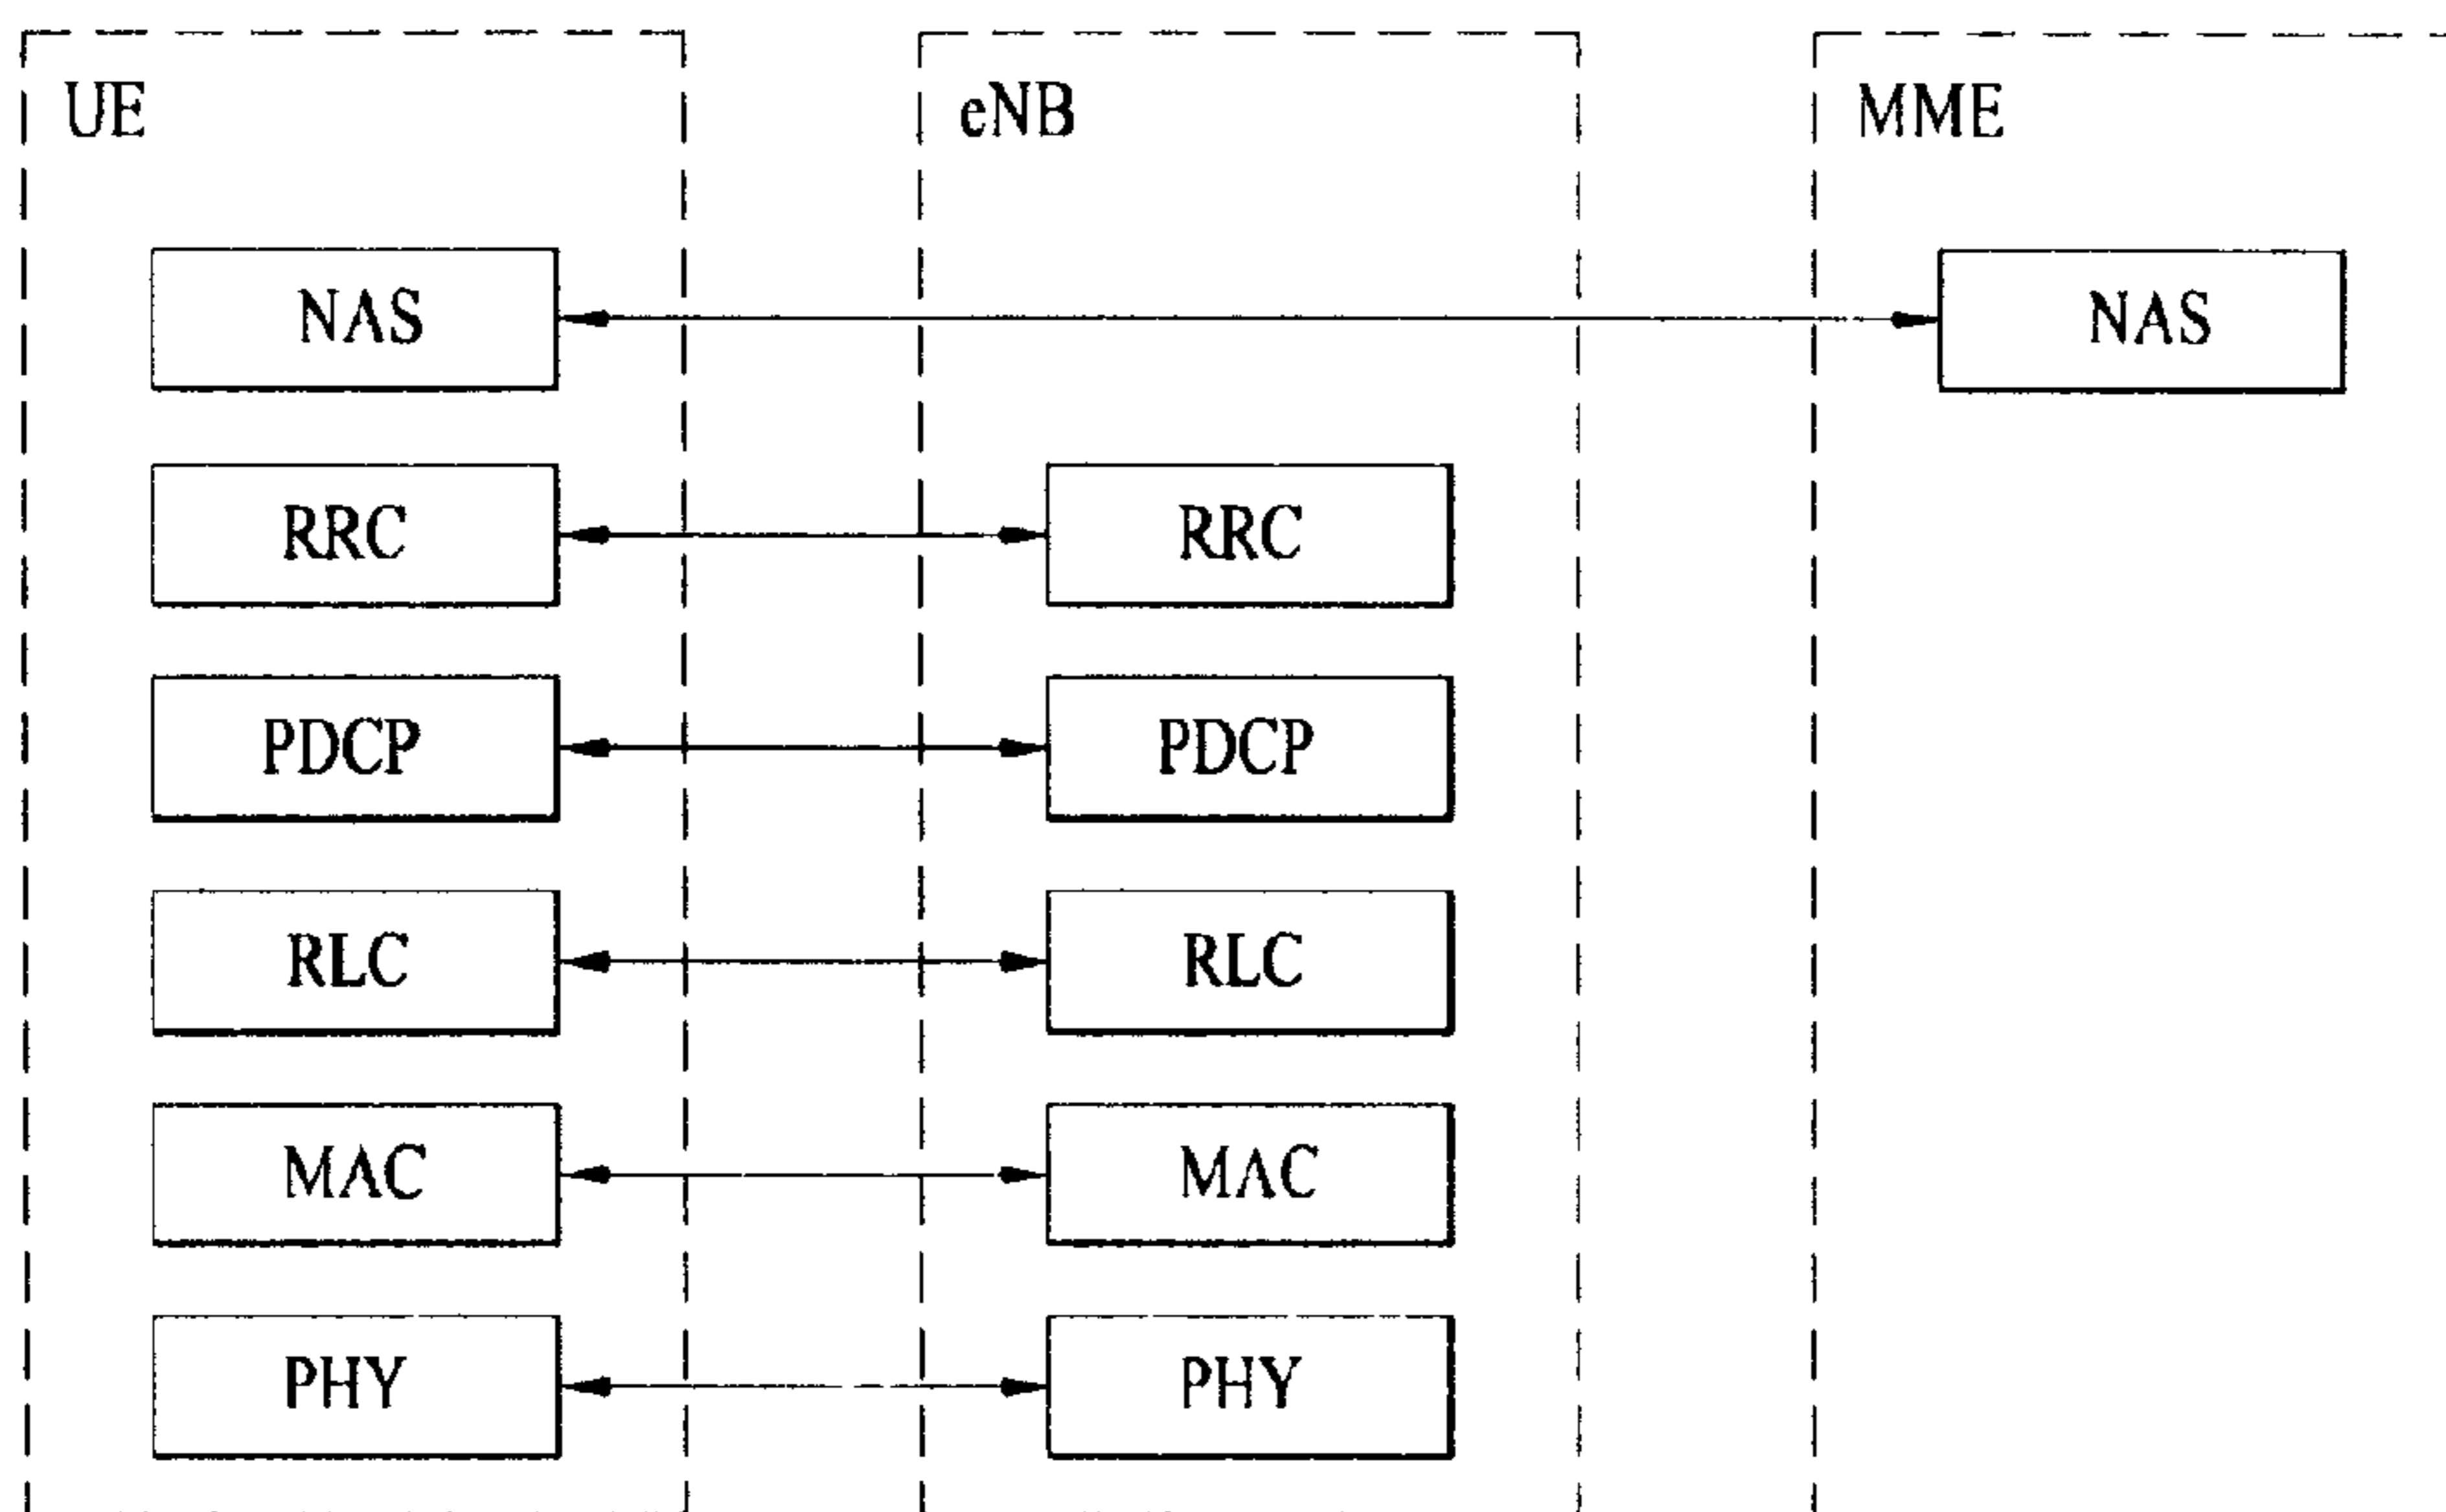 UE eNB MME
NAS NAS
RRC RRC
PDCP PDCP
RLC RLC
MAC MAC
PHY PHY